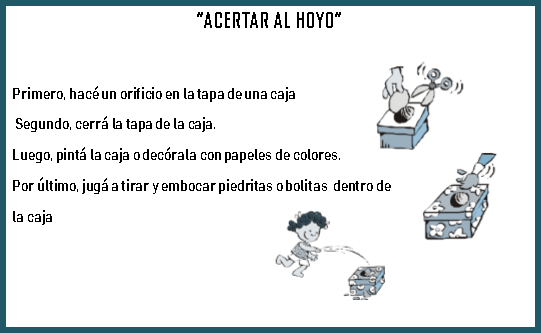 "ACERTAR AL HOYO"
Primero, hacé un orificio en la tapa de una caja
Segundo, cerrá la tapa de la caja.
Luego, pintá la caja o decórala con papeles de colores.
Por último, jugá a tirar y embocar piedritas o bolitas dentro de
la caja